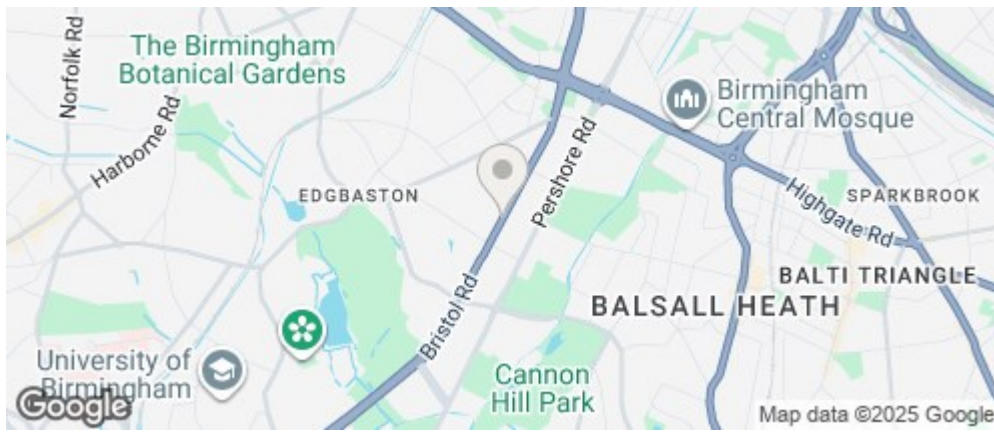 The Birmingham
Botanical Gardens
Norfolk Rd
Harborne Rd
EDGBASTON
Pershore Rd
Birmingham
Central Mosque
Highgate Rd
SPARKBROOK
BALTI TRIANGLE
BALSALL HEATH
Bristol Rd
University of
Birmingham
Cannon
Hill Park
Google
Map data ©2025 Google